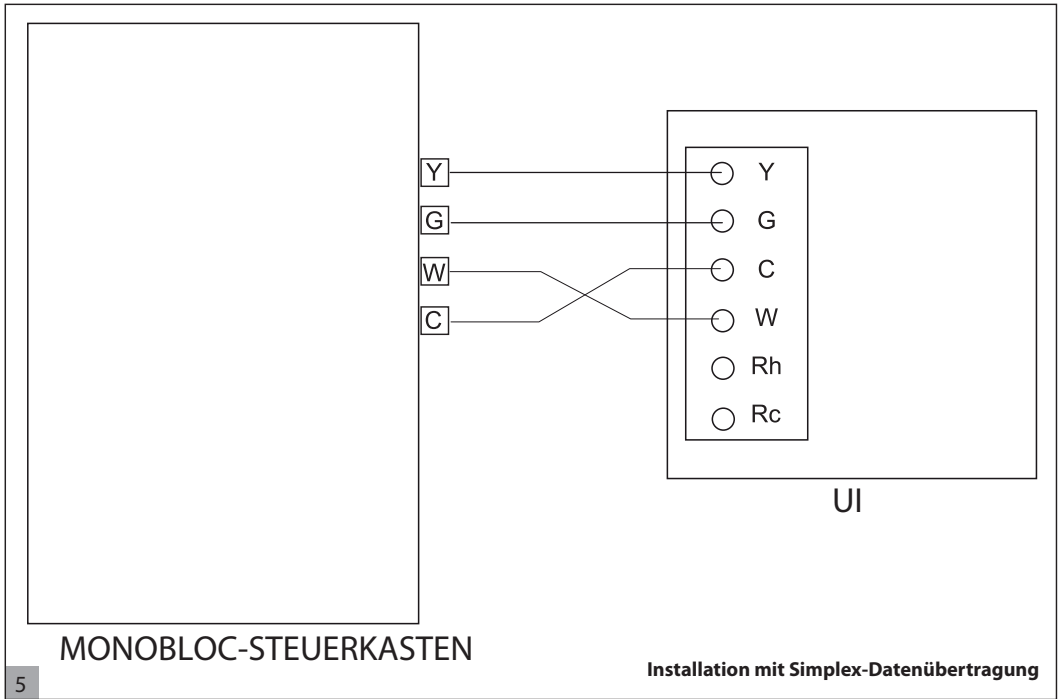 Y
G
W
C
Y
G
C
W
Rh
Rc
UI
MONOBLOC-STEUERKASTEN
Installation mit Simplex-Datenübertragung
5